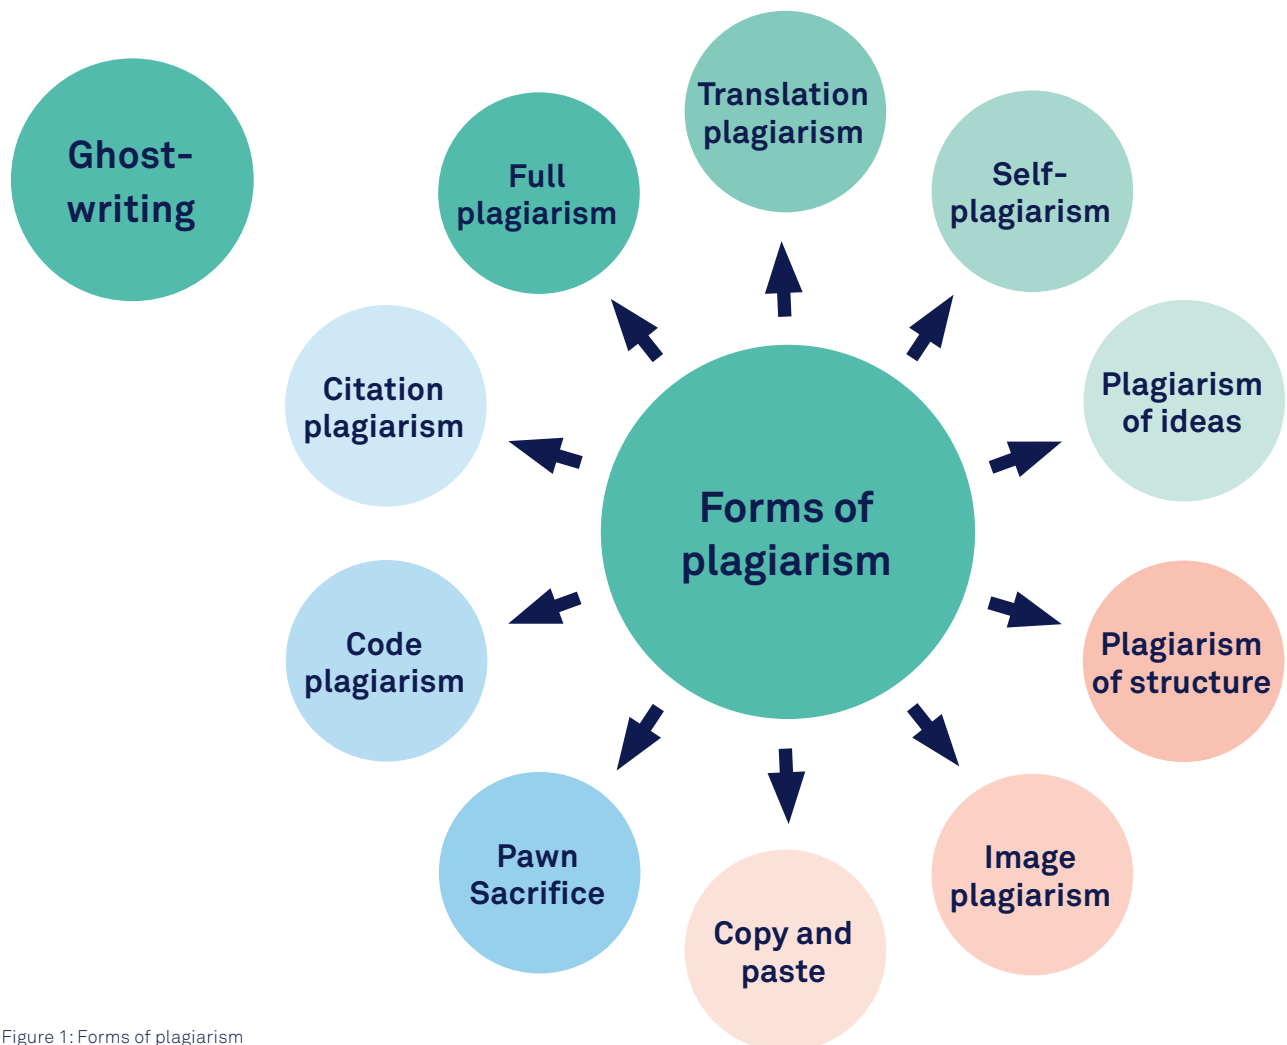 Ghost-
writing
Full
plagiarism
Translation
plagiarism
Self-
plagiarism
Citation
plagiarism
Plagiarism
of ideas
Forms of
plagiarism
Code
plagiarism
Plagiarism
of structure
Pawn
Sacrifice
Copy and
paste
Image
plagiarism
Figure 1: Forms of plagiarism